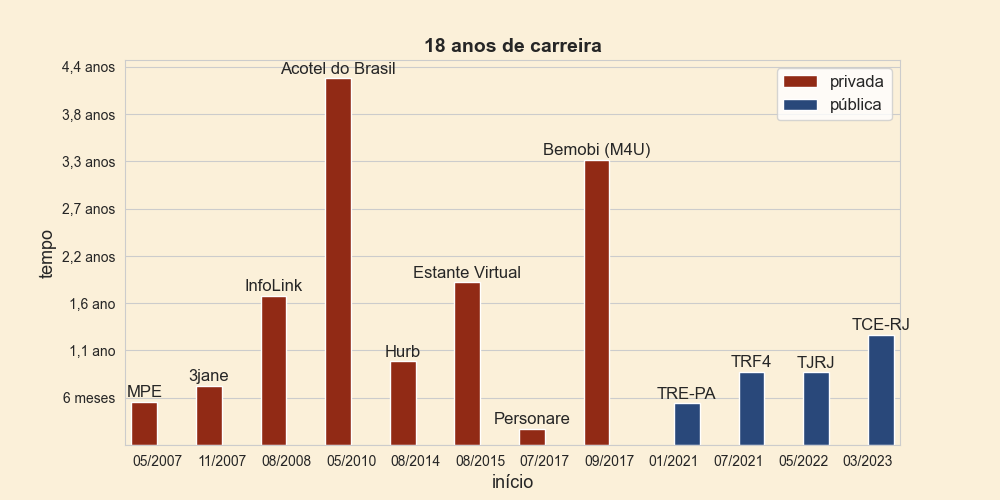 18 anos de carreira
privada
pública
tempo
4,4 anos
3,8 anos
3,3 anos
2,7 anos
2,2 anos
1,6 ano
1,1 ano
6 meses
MPE
3jane
InfoLink
Acotel do Brasil
Hurb
Estante Virtual
Personare
Bemobi (M4U)
TRE-PA
TRF4
TJRJ
TCE-RJ
05/2007 11/2007 08/2008 05/2010 08/2014 08/2015 07/2017 09/2017 01/2021 07/2021 05/2022 03/2023
início